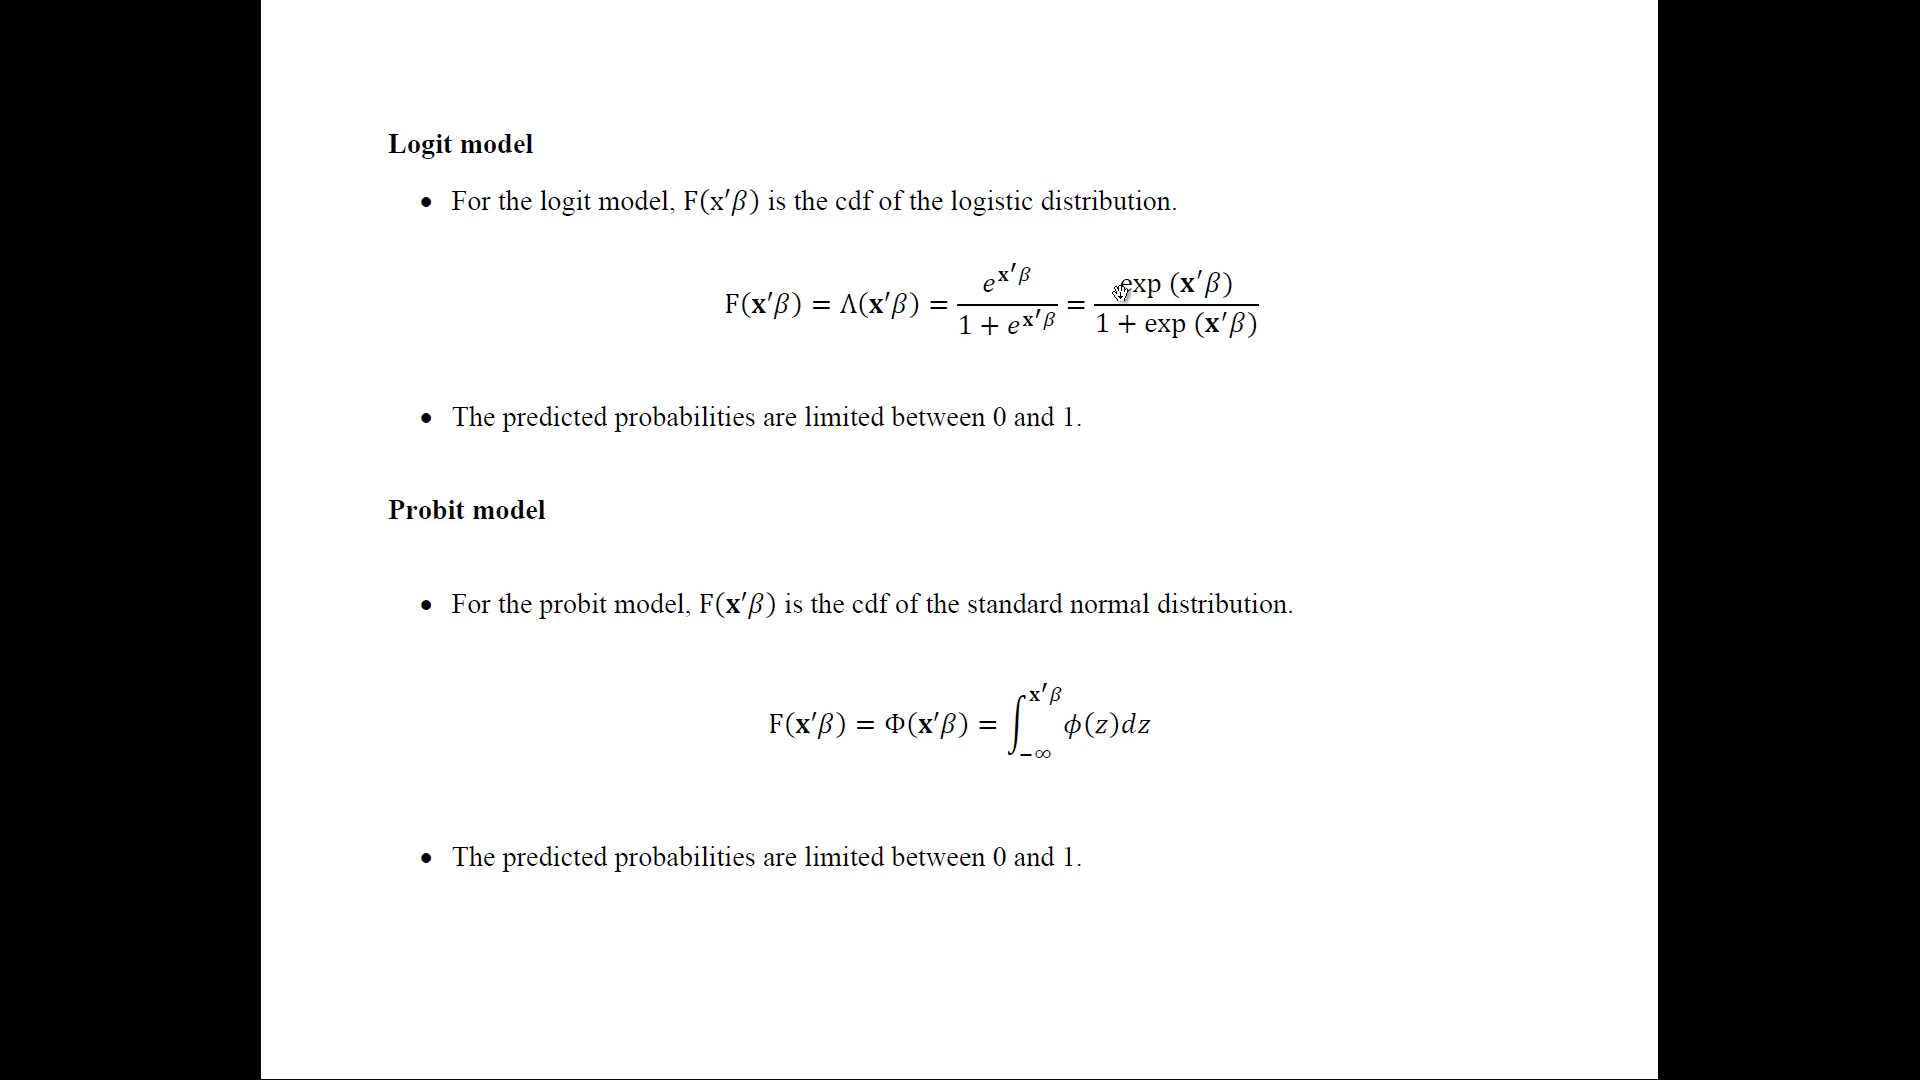 Logit model
• For the logit model, F(x′β) is the cdf of the logistic distribution.
F(x′β) = Λ(x′β) = e^{x′β} / (1 + e^{x′β}) = exp (x′β) / (1 + exp (x′β))
• The predicted probabilities are limited between 0 and 1.
Probit model
• For the probit model, F(x′β) is the cdf of the standard normal distribution.
F(x′β) = Φ(x′β) = ∫_{−∞}^{x′β} ϕ(z)dz
• The predicted probabilities are limited between 0 and 1.